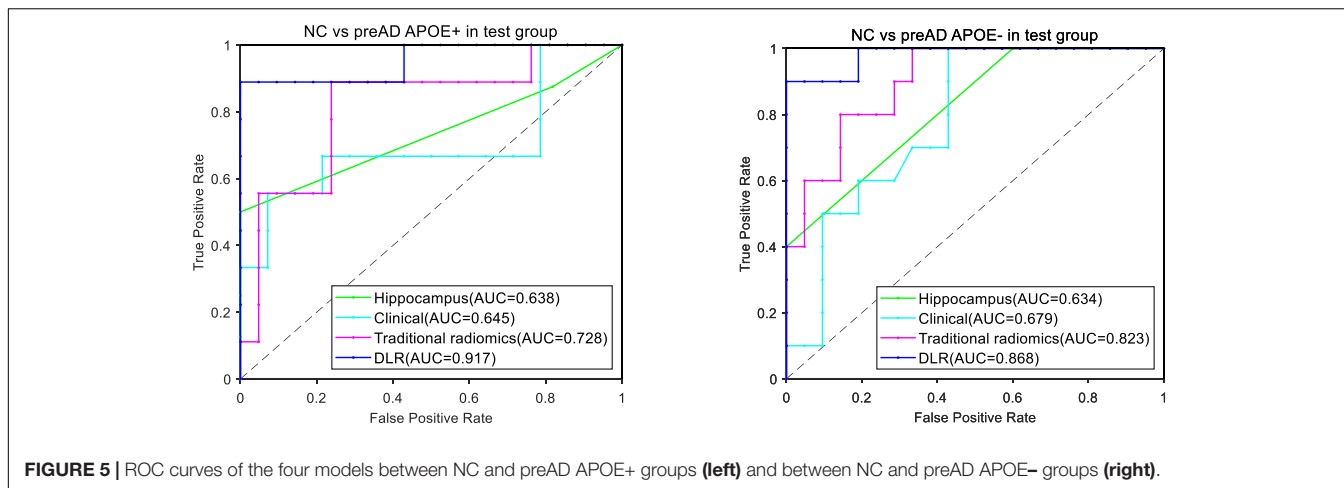 NC vs preAD APOE+ in test group
1
0.8
0.6
0.4
0.2
0
True Positive Rate
0
0.2
0.4
0.6
0.8
1
False Positive Rate
Hippocampus(AUC=0.638)
Clinical(AUC=0.645)
Traditional radiomics(AUC=0.728)
DLR(AUC=0.917)
NC vs preAD APOE- in test group
1
0.8
0.6
0.4
0.2
0
True Positive Rate
0
0.2
0.4
0.6
0.8
1
False Positive Rate
Hippocampus(AUC=0.634)
Clinical(AUC=0.679)
Traditional radiomics(AUC=0.823)
DLR(AUC=0.868)
FIGURE 5 | ROC curves of the four models between NC and preAD APOE+ groups (left) and between NC and preAD APOE– groups (right).